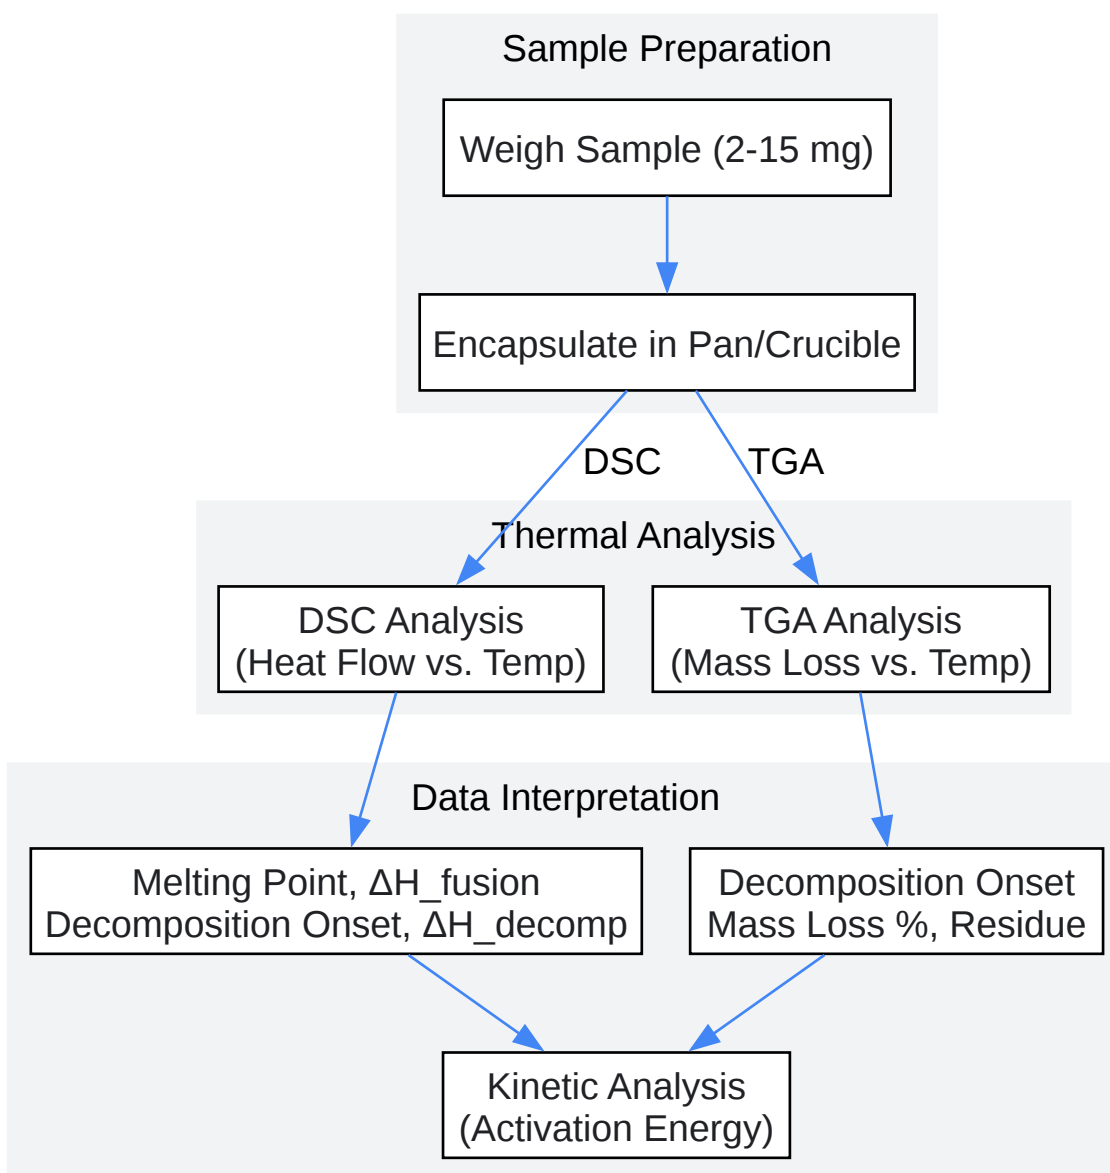 Sample Preparation
Weigh Sample (2-15 mg)
Encapsulate in Pan/Crucible
DSC
TGA
Thermal Analysis
DSC Analysis
(Heat Flow vs. Temp)
TGA Analysis
(Mass Loss vs. Temp)
Data Interpretation
Melting Point, ΔH_fusion
Decomposition Onset, ΔH_decomp
Decomposition Onset
Mass Loss %, Residue
Kinetic Analysis
(Activation Energy)